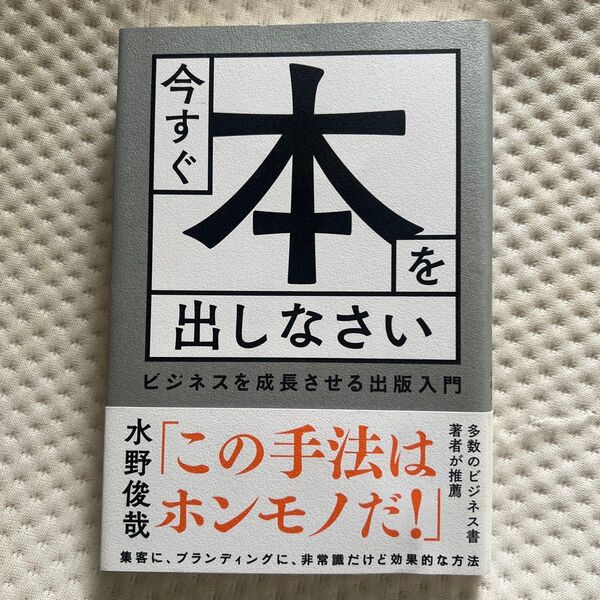 今すぐ
本
を
出しなさい
ビジネスを成長させる出版入門
多数のビジネス書
著者が推薦
「この手法は
ホンモノだ!」
水野俊哉
集客に、ブランディングに、非常識だけど効果的な方法